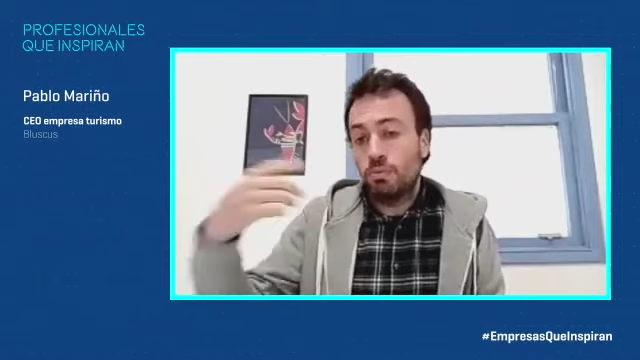 PROFESIONALES
QUE INSPIRAN
Pablo Mariño
CEO empresa turismo
Bluscus
#EmpresasQueInspiran